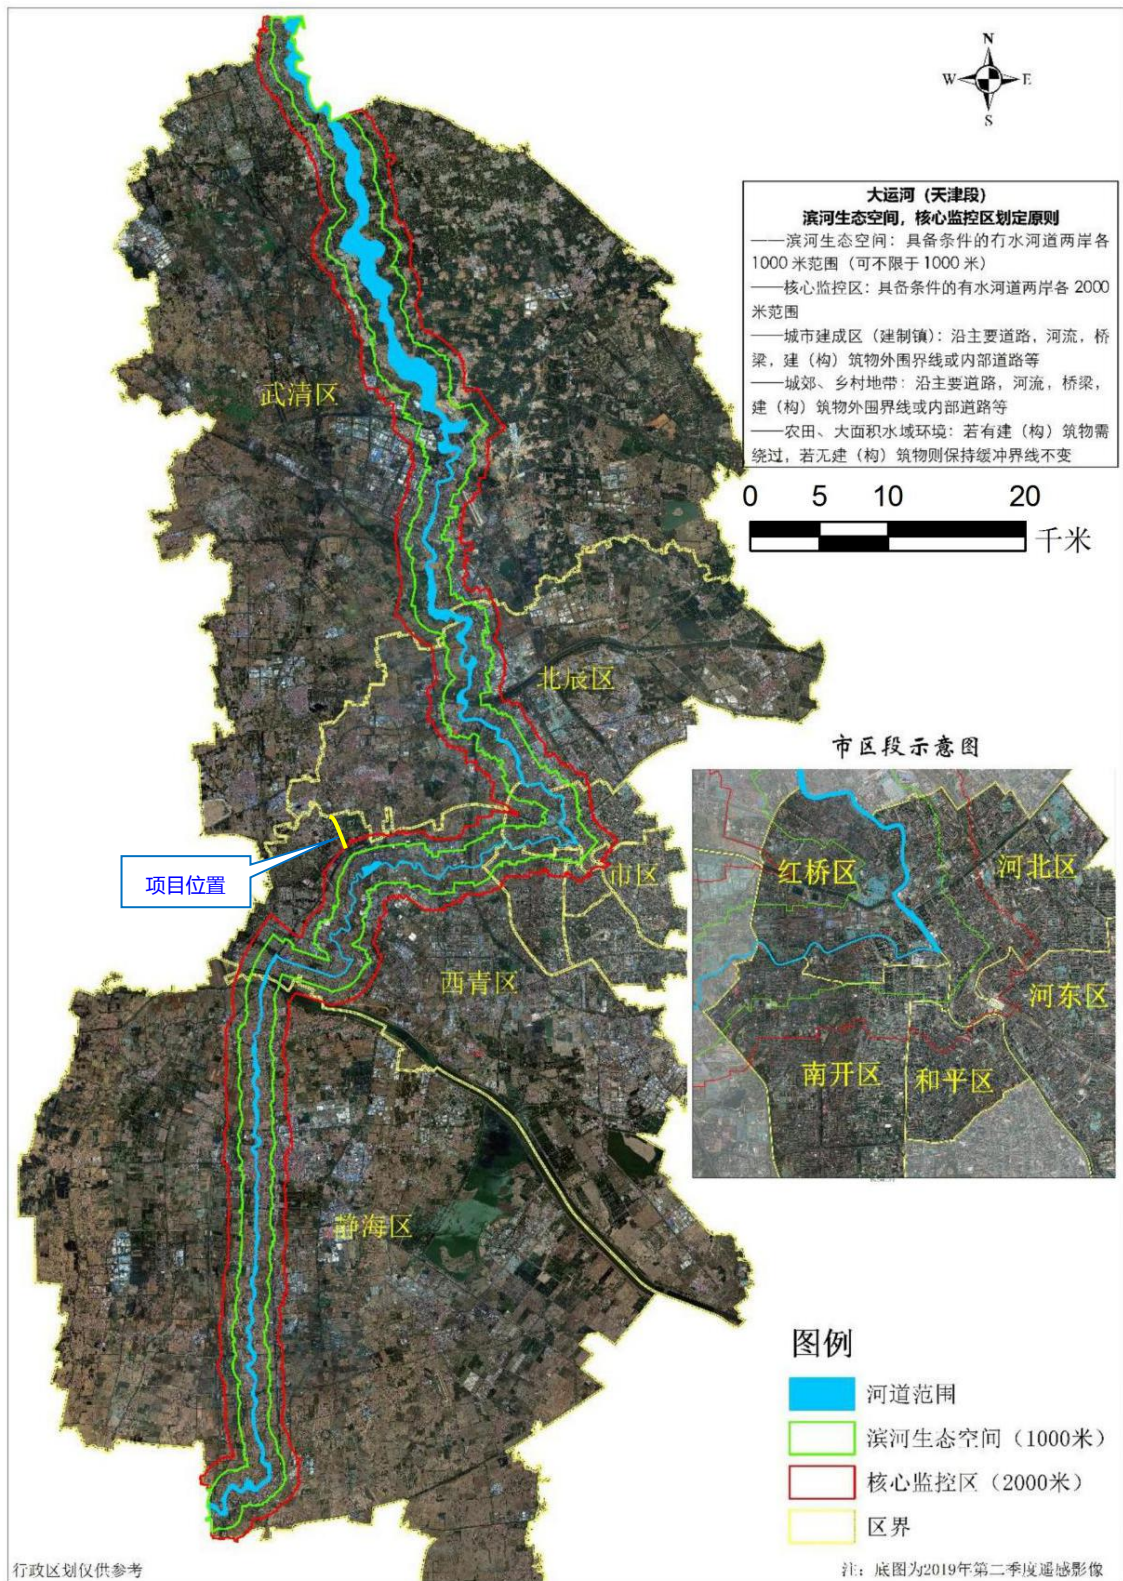 N
W
E
S
大运河（天津段）
滨河生态空间，核心监控区划定原则
——滨河生态空间：具备条件的有水河道两岸各
1000 米范围（可不限于 1000 米）
——核心监控区：具备条件的有水河道两岸各 2000
米范围
——城市建成区（建制镇）：沿主要道路，河流，桥
梁，建（构）筑物外围界线或内部道路等
——城郊、乡村地带：沿主要道路，河流，桥梁，
建（构）筑物外围界线或内部道路等
——农田、大面积水域环境：若有建（构）筑物需
绕过，若无建（构）筑物则保持缓冲界线不变
0 5 10 20
千米
武清区
北辰区
市区段示意图
项目位置
市区
西青区
静海区
红桥区
河北区
河东区
南开区
和平区
图例
河道范围
滨河生态空间（1000米）
核心监控区（2000米）
区界
行政区划仅供参考
注：底图为2019年第二季度遥感影像